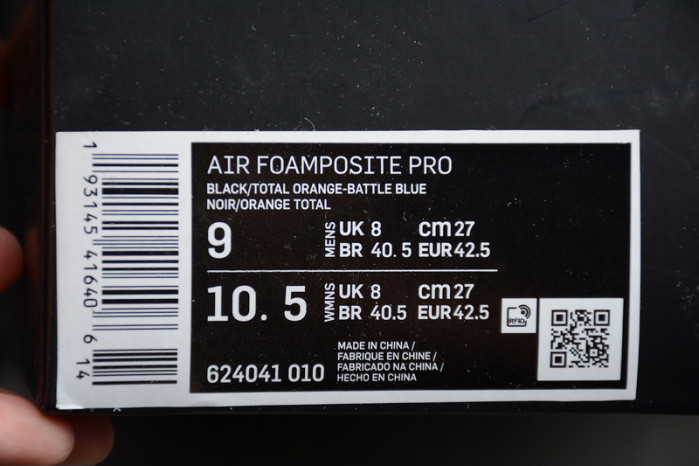 AIR FOAMPOSITE PRO
BLACK/TOTAL ORANGE-BATTLE BLUE
NOIR/ORANGE TOTAL
9 MENS UK 8 CM 27
BR 40.5 EUR 42.5
10.5 WMNS UK 8 CM 27
BR 40.5 EUR 42.5
RFID
624041 010
MADE IN CHINA /
FABRIQUE EN CHINE /
FABRICADO NA CHINA /
HECHO EN CHINA
1 93145 41640 6 14